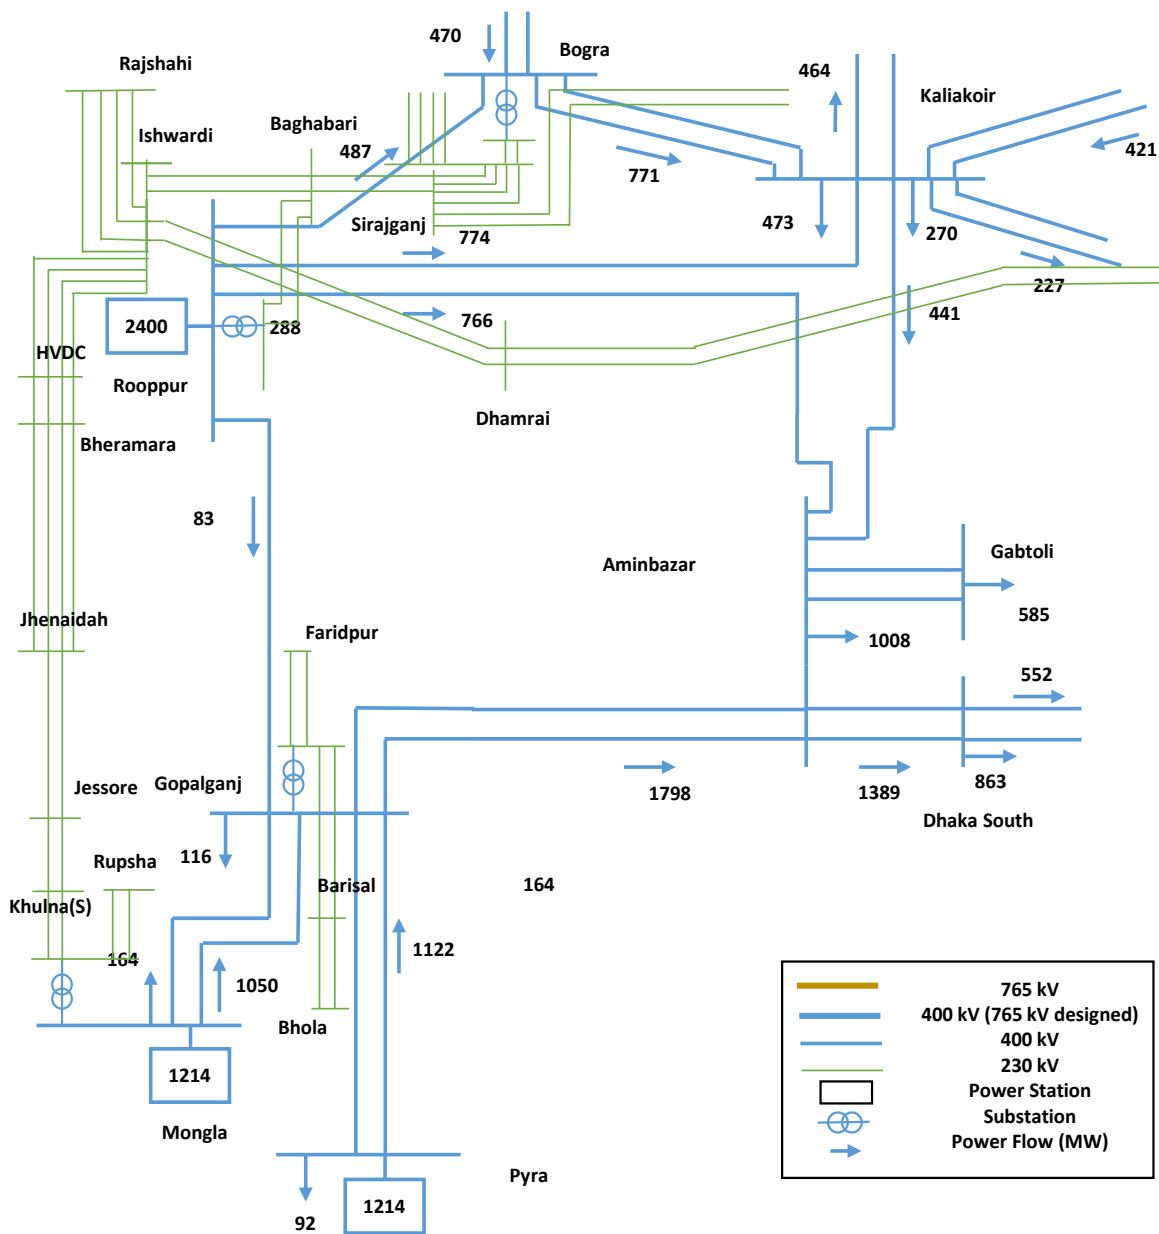 470
Bogra
Rajshahi
464
Kaliakoir
Ishwardi
Baghabari
487
421
771
Sirajganj
774
473
270
227
2400
288
766
441
HVDC
Rooppur
Dhamrai
Bheramara
83
Aminbazar
Gabtoli
585
Jhenaidah
Faridpur
1008
552
Jessore
Gopalganj
1798
1389
863
Dhaka South
116
Rupsha
Khulna(S)
Barisal
164
164
1122
1050
Bhola
1214
Mongla
Pyra
92
1214
765 kV
400 kV (765 kV designed)
400 kV
230 kV
Power Station
Substation
Power Flow (MW)